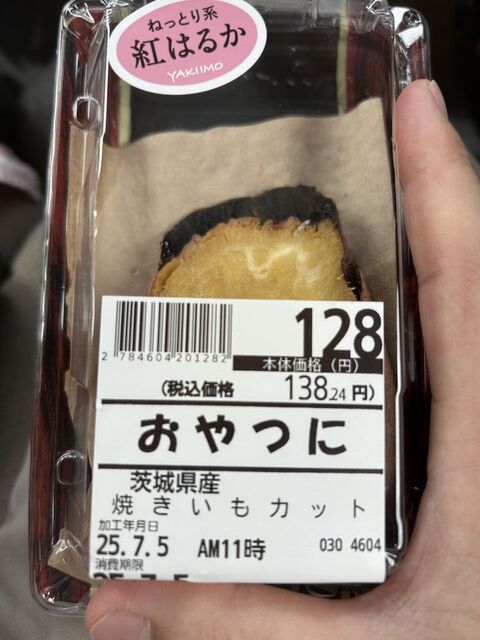 ねっとり系
紅はるか
YAKIIMO
2 784604 201282
128
本体価格(円)
(税込価格 138.24 円)
おやつに
茨城県産
焼きいもカット
加工年月日
25.7.5 AM11時 030 4604
消費期限
25.7.5